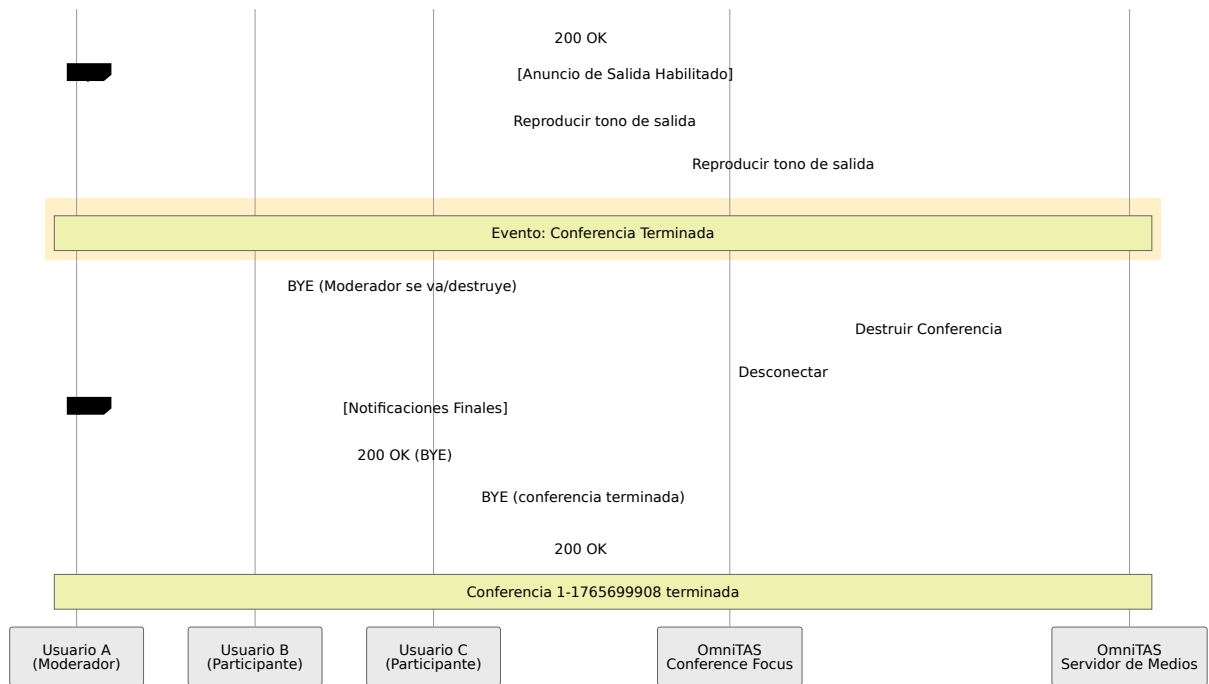 200 OK
[Anuncio de Salida Habilitado]
Reproducir tono de salida
Reproducir tono de salida
Evento: Conferencia Terminada
BYE (Moderador se va/destruye)
Destruir Conferencia
Desconectar
[Notificaciones Finales]
200 OK (BYE)
BYE (conferencia terminada)
200 OK
Conferencia 1-1765699908 terminada
Usuario A
(Moderador)
Usuario B
(Participante)
Usuario C
(Participante)
OmniTAS
Conference Focus
OmniTAS
Servidor de Medios